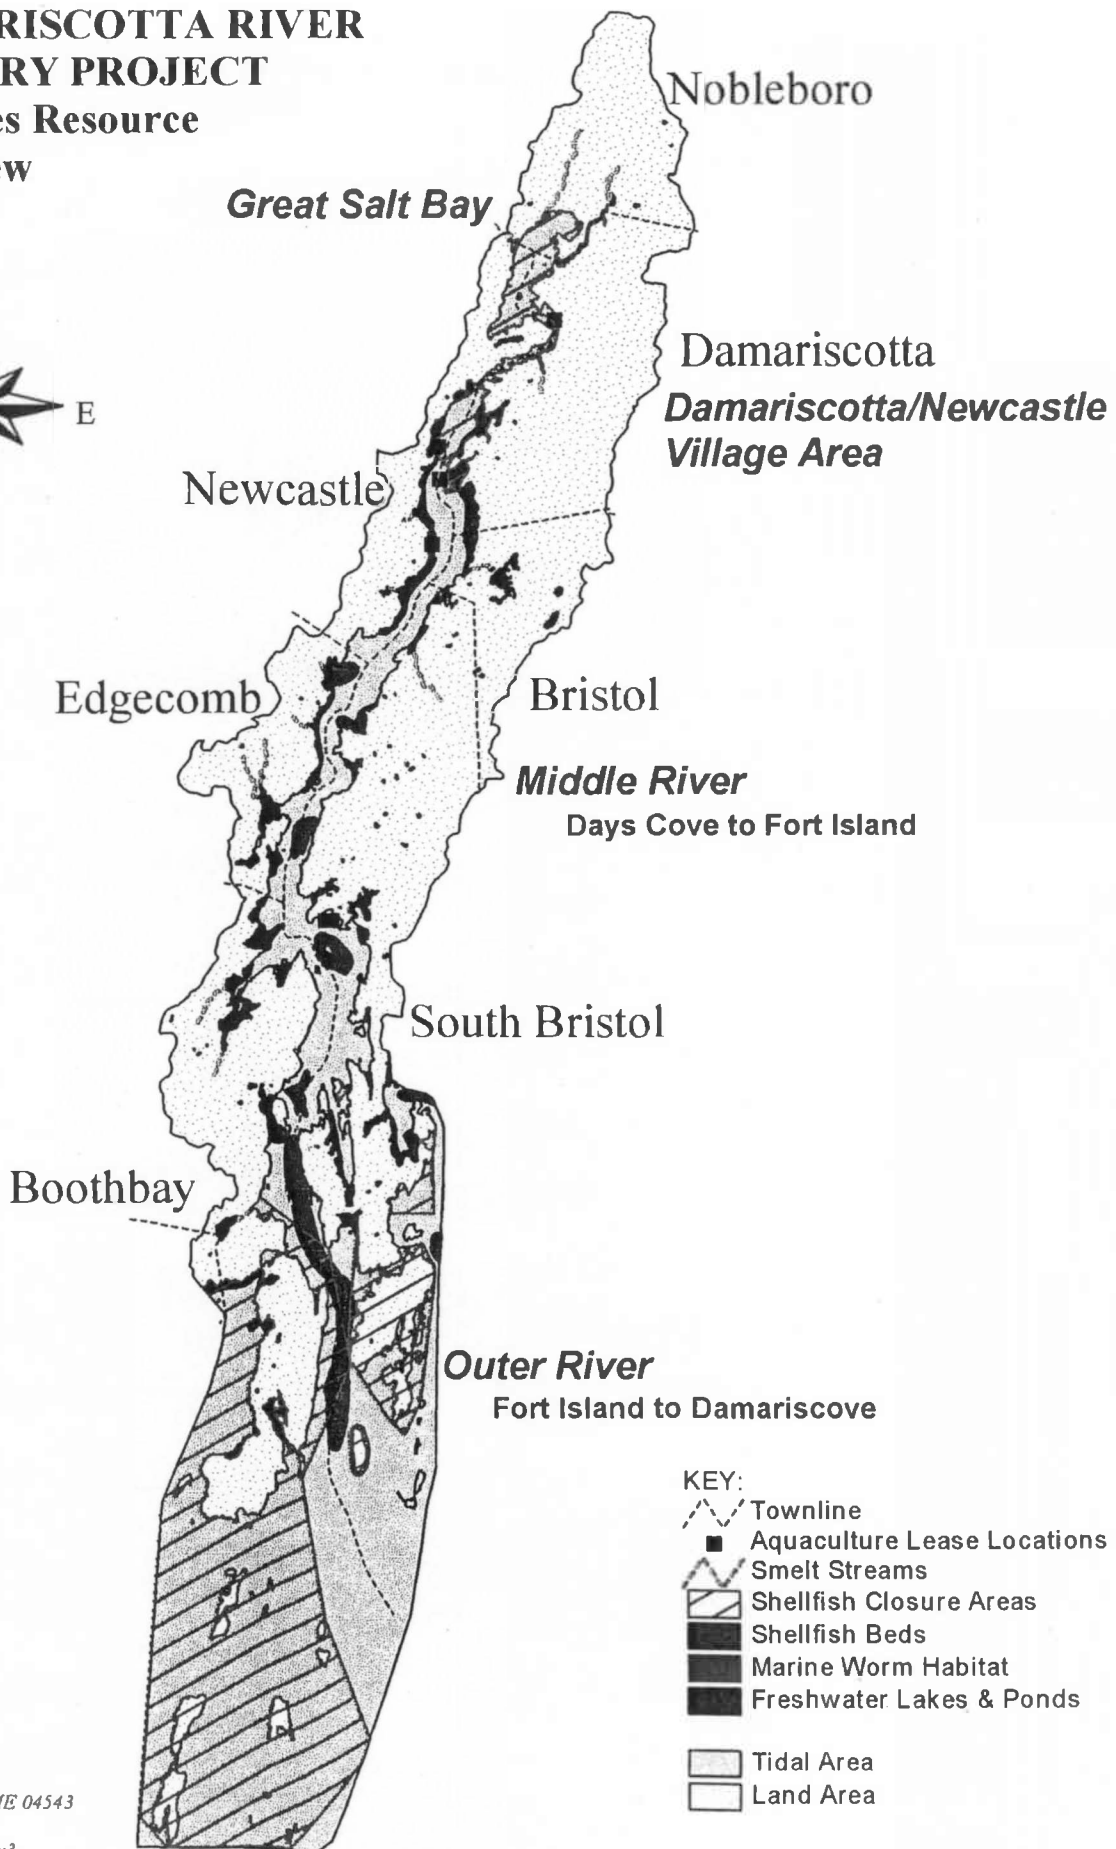 RISCOTTA RIVER
RY PROJECT
es Resource
ew
Nobleboro
Great Salt Bay
E
Damariscotta
Damariscotta/Newcastle
Village Area
Newcastle
Edgecomb
Bristol
Middle River
Days Cove to Fort Island
South Bristol
Boothbay
Outer River
Fort Island to Damariscove
KEY:
Townline
Aquaculture Lease Locations
Smelt Streams
Shellfish Closure Areas
Shellfish Beds
Marine Worm Habitat
Freshwater Lakes & Ponds
Tidal Area
Land Area
IE 04543